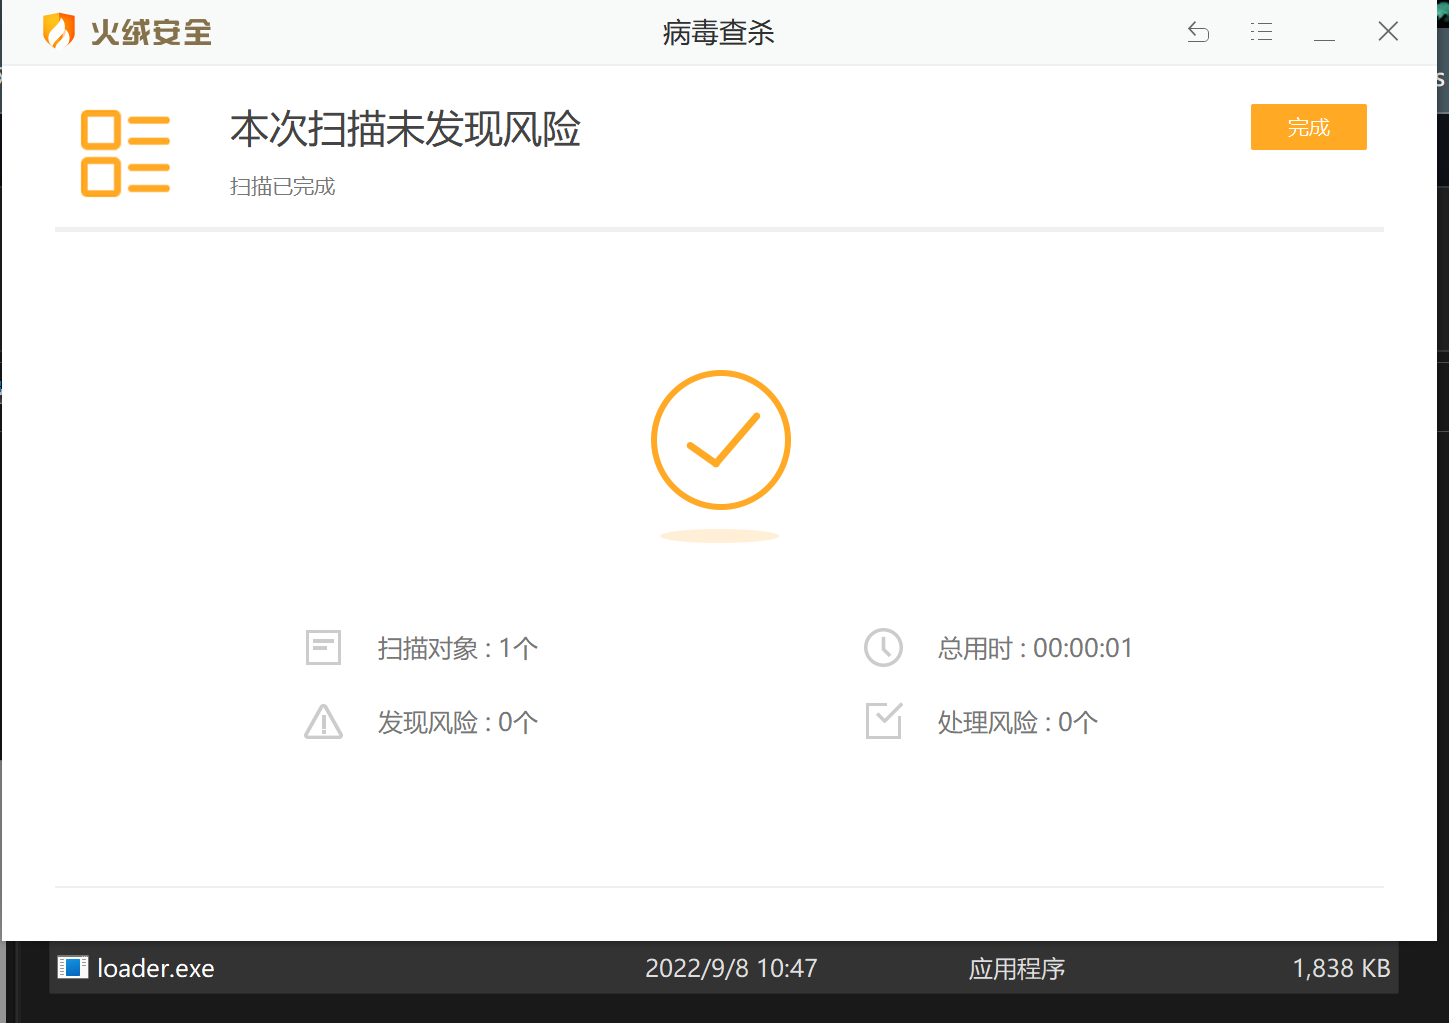 火绒安全
病毒查杀
本次扫描未发现风险
完成
扫描已完成
扫描对象 : 1个
总用时 : 00:00:01
发现风险 : 0个
处理风险 : 0个
loader.exe 2022/9/8 10:47 应用程序 1,838 KB